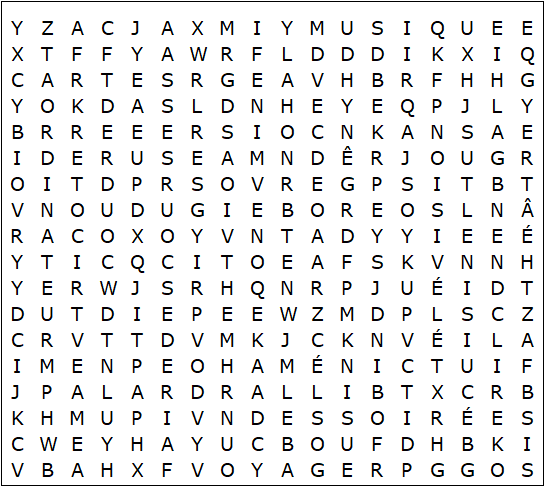 Y Z A C J A X M I Y M U S I Q U E E
X T F F Y A W R F L D D D I K X I Q
C A R T E S R G E A V H B R F H H G
Y O K D A S L D N H E Y E Q P J L Y
B R R E E E R S I O C N K A N S A E
I D E R U S E A M N D Ê R J O U G R
O I T D P R S O V R E G P S I T B T
V N O U D U G I E B O R E O S L N Â
R A C O X O Y V N T A D Y Y I E E É
Y T I C Q C I T O E A F S K V N N H
Y E R W J S R H Q N R P J U É I D T
D U T D I E P E E W Z M D P L S C Z
C R V T T D V M K J C K N V É I L A
I M E N P E O H A M É N I C T U I F
J P A L A R D R A L L I B T X C R B
K H M U P I V N D E S S O I R É E S
C W E Y H A Y U C B O U F D H B K I
V B A H X F V O Y A G E R P G G O S